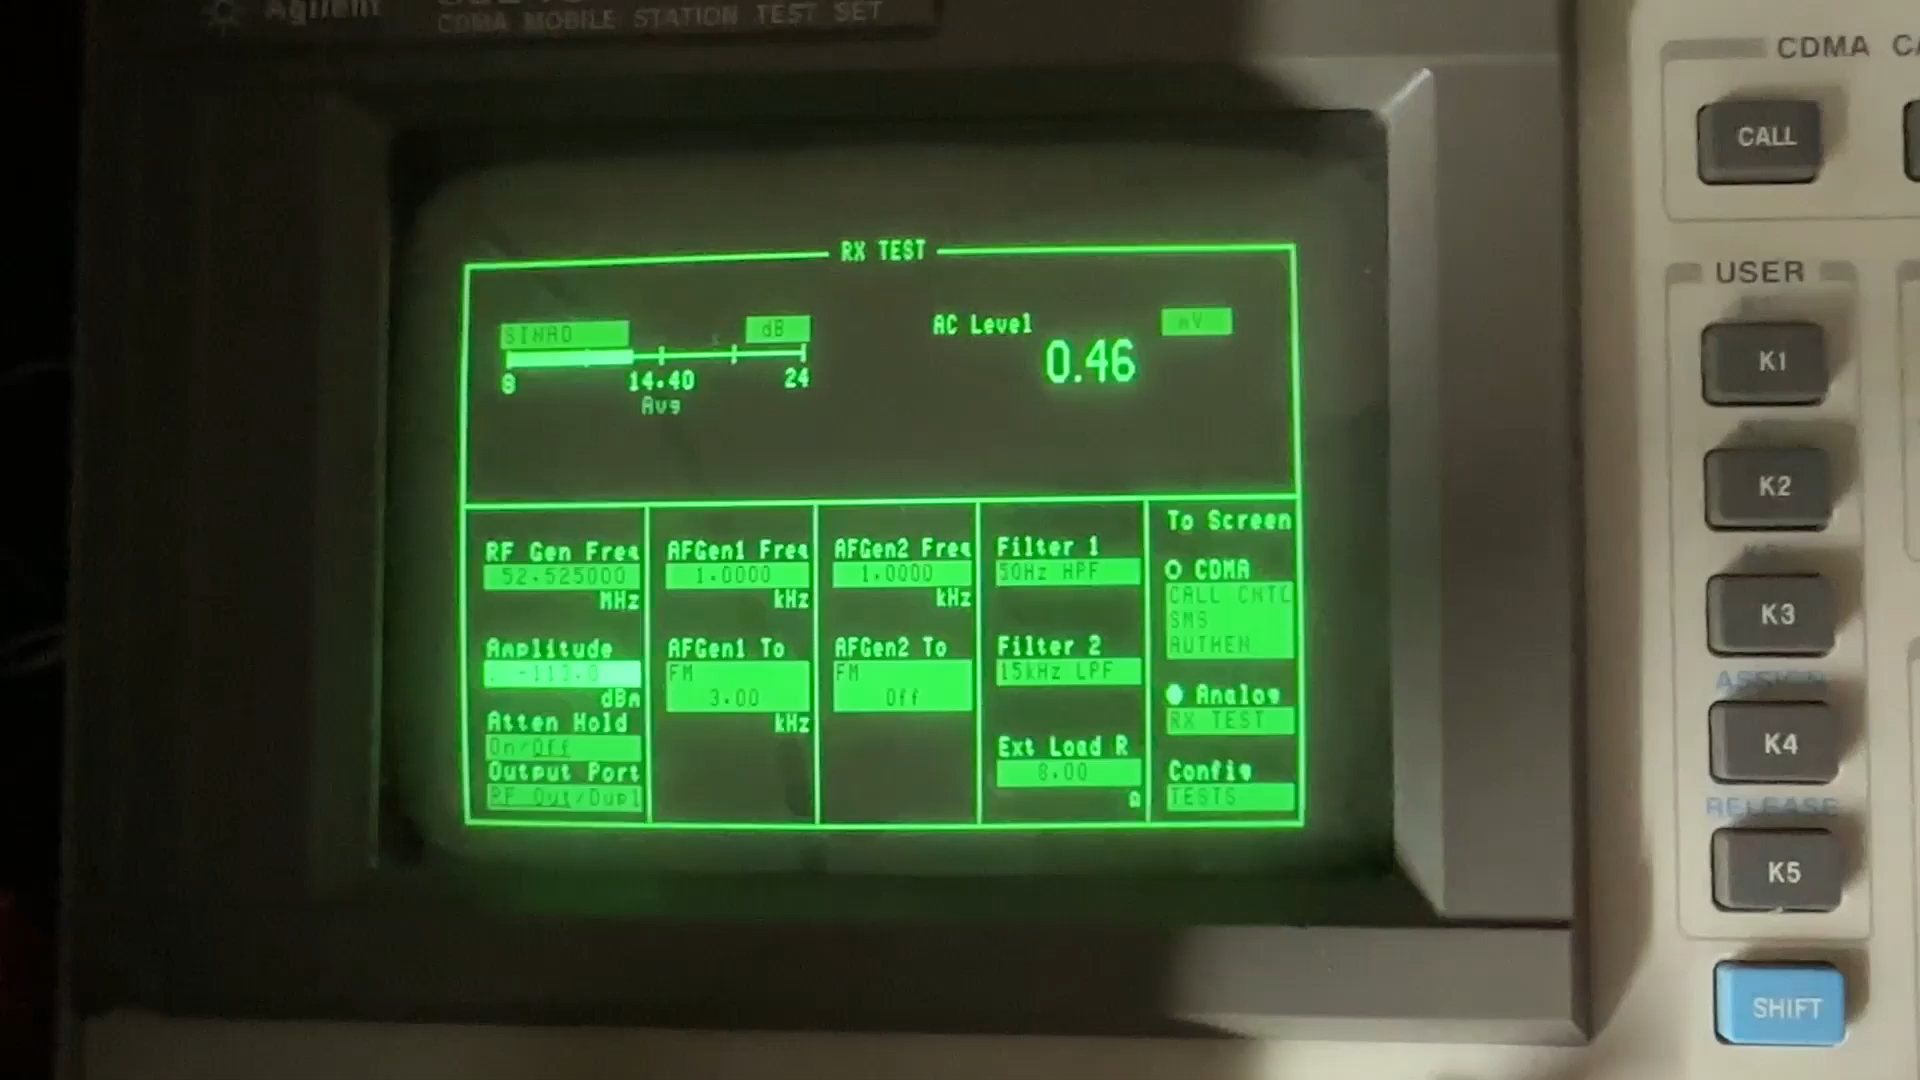 Agilent
CDMA MOBILE STATION TEST SET
CDMA
CALL
USER
K1
K2
K3
ASSIGN
K4
RELEASE
K5
SHIFT
RX TEST
SINAD
dB
8
14.40
24
Avg
AC Level
mV
0.46
RF Gen Freq
52.525000
MHz
Amplitude
-113.0
dBm
Atten Hold
On/Off
Output Port
RF Out/Dupl
AFGen1 Freq
1.0000
kHz
AFGen1 To
FM
3.00
kHz
AFGen2 Freq
1.0000
kHz
AFGen2 To
FM
Off
Filter 1
50Hz HPF
Filter 2
15kHz LPF
Ext Load R
8.00
Ω
To Screen
CDMA
CALL CNTL
SMS
AUTHEN
Analog
RX TEST
Config
TESTS